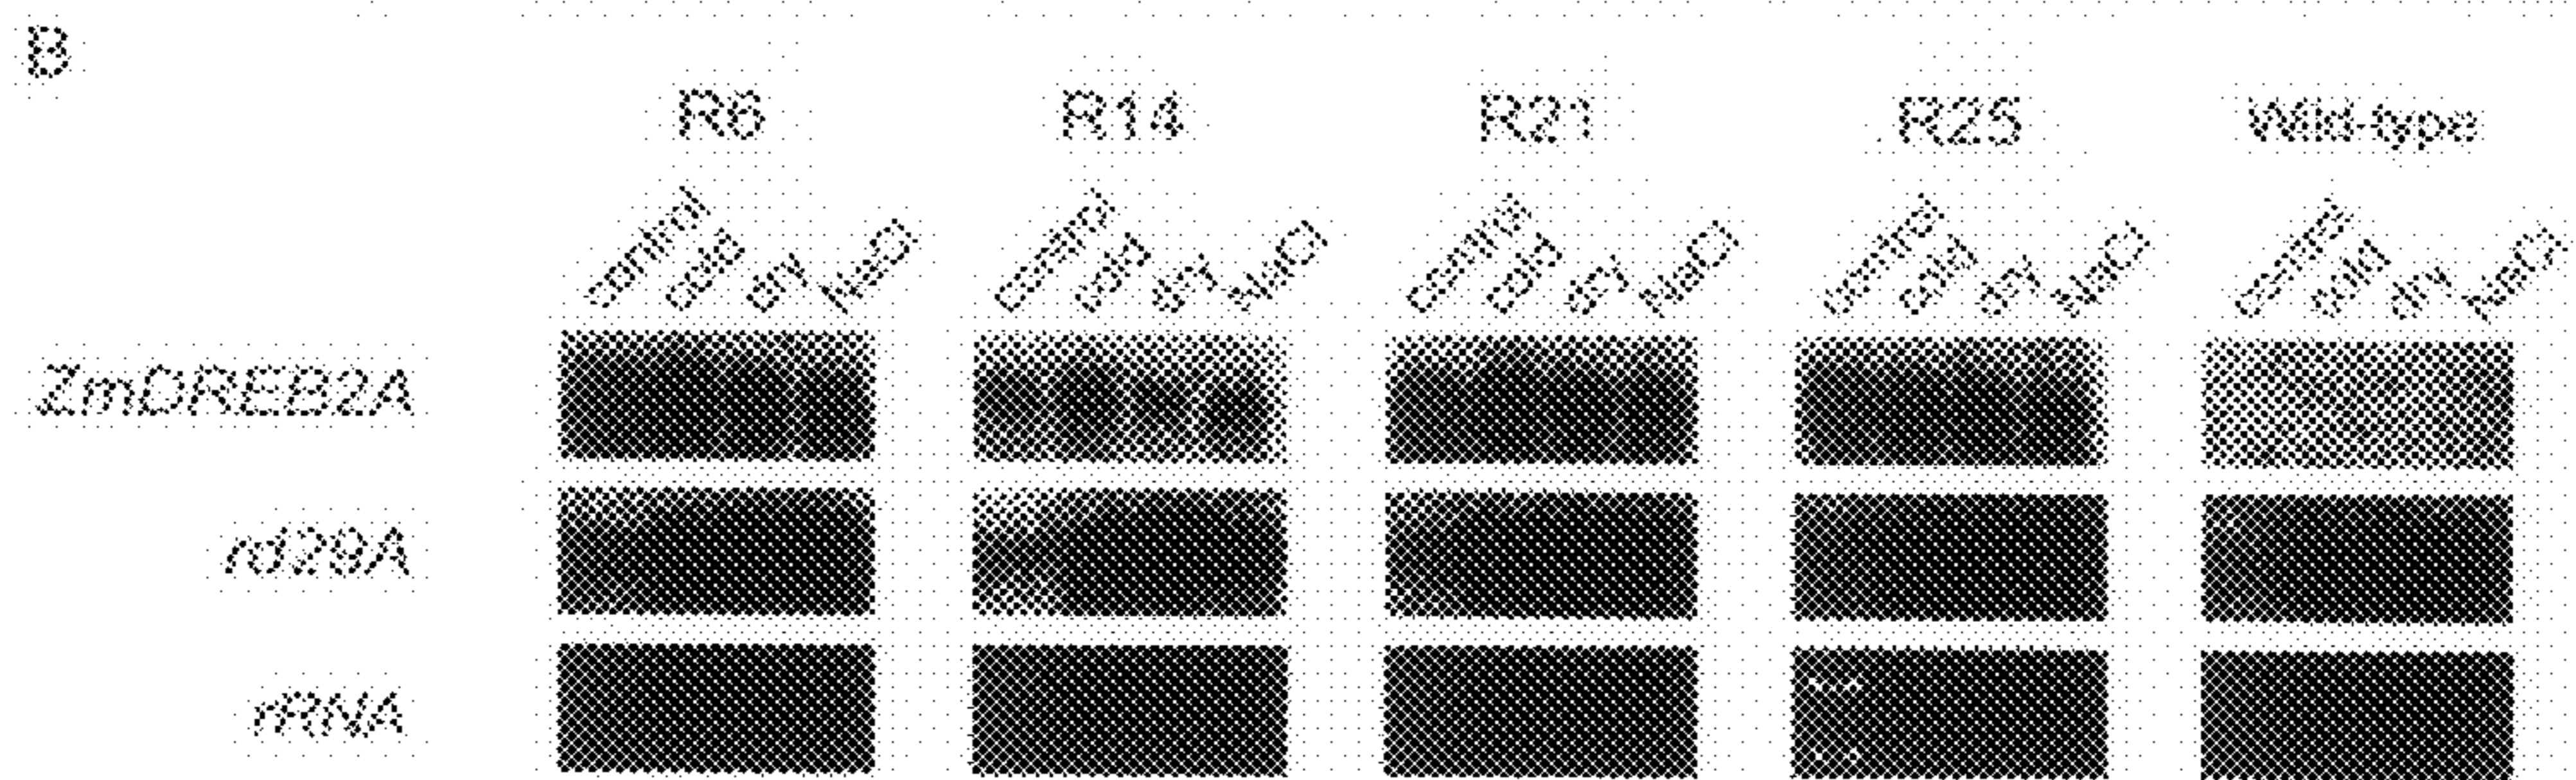 B
R6 R14 R21 R25 Wild-type
control cold dry NaCl control cold dry NaCl control cold dry NaCl control cold dry NaCl control cold dry NaCl
ZmDREB2A
rd29A
rRNA